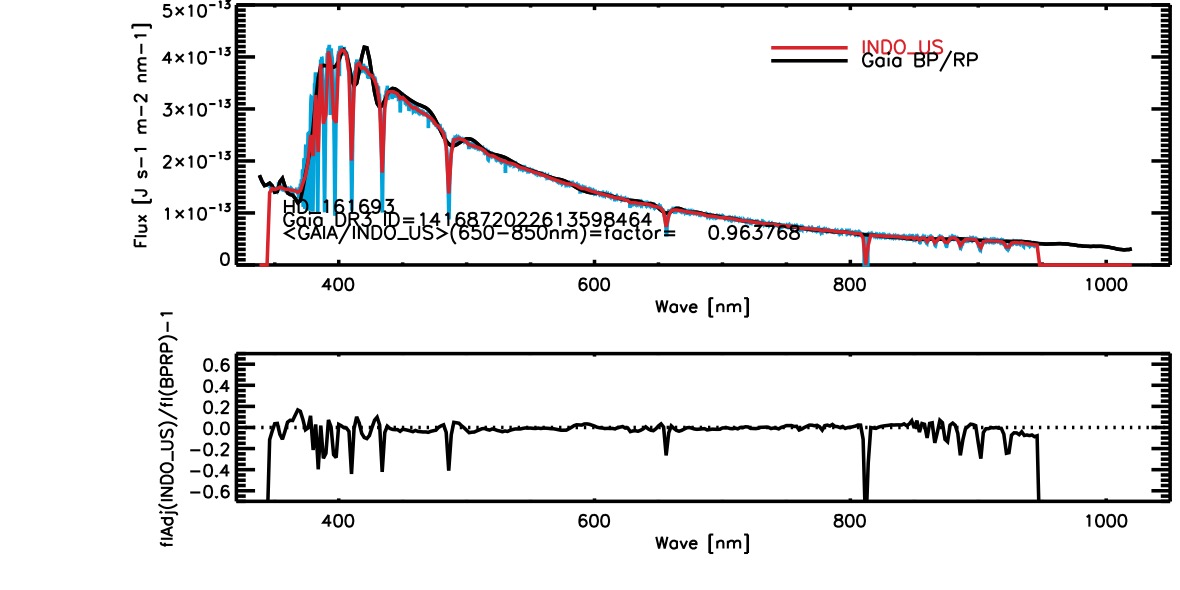 5×10⁻¹³
4×10⁻¹³
3×10⁻¹³
2×10⁻¹³
1×10⁻¹³
0
Flux [J s-1 m-2 nm-1]
INDO_US
Gaia BP/RP
HD_161693
Gaia DR3 ID=1416872022613598464
<GAIA/INDO_US>(650-850nm)=factor= 0.963768
400 600 800 1000
Wave [nm]
flAdj(INDO_US)/fl(BPRP)-1
0.6
0.4
0.2
0.0
-0.2
-0.4
-0.6
400 600 800 1000
Wave [nm]